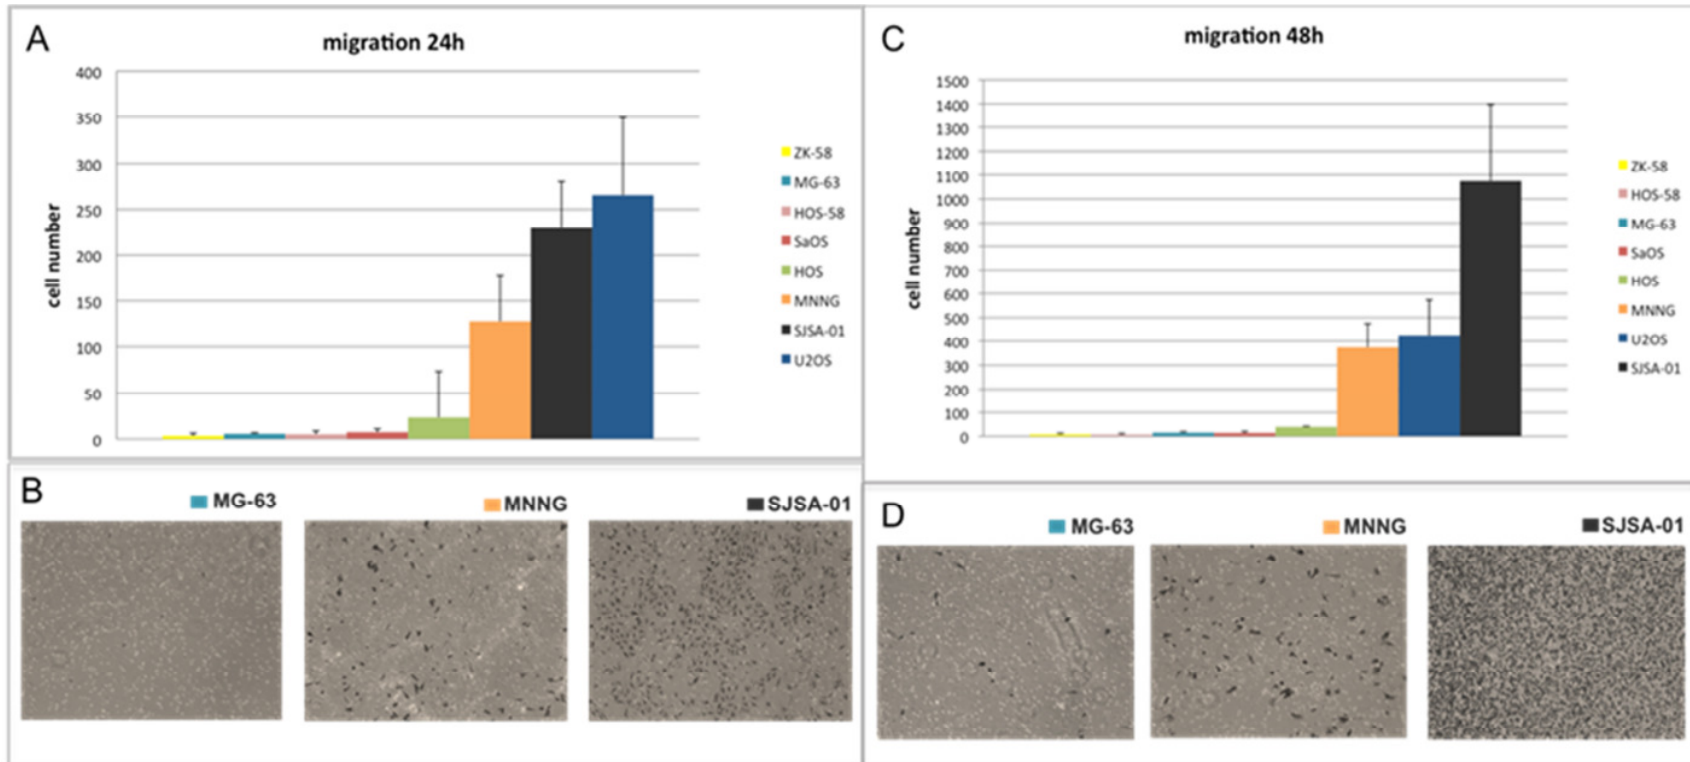 A
migration 24h
cell number
400
350
300
250
200
150
100
50
0
ZK-58
MG-63
HOS-58
SaOS
HOS
MNNG
SJSA-01
U2OS
B
MG-63
MNNG
SJSA-01
C
migration 48h
cell number
1500
1400
1300
1200
1100
1000
900
800
700
600
500
400
300
200
100
0
ZK-58
HOS-58
MG-63
SaOS
HOS
MNNG
U2OS
SJSA-01
D
MG-63
MNNG
SJSA-01